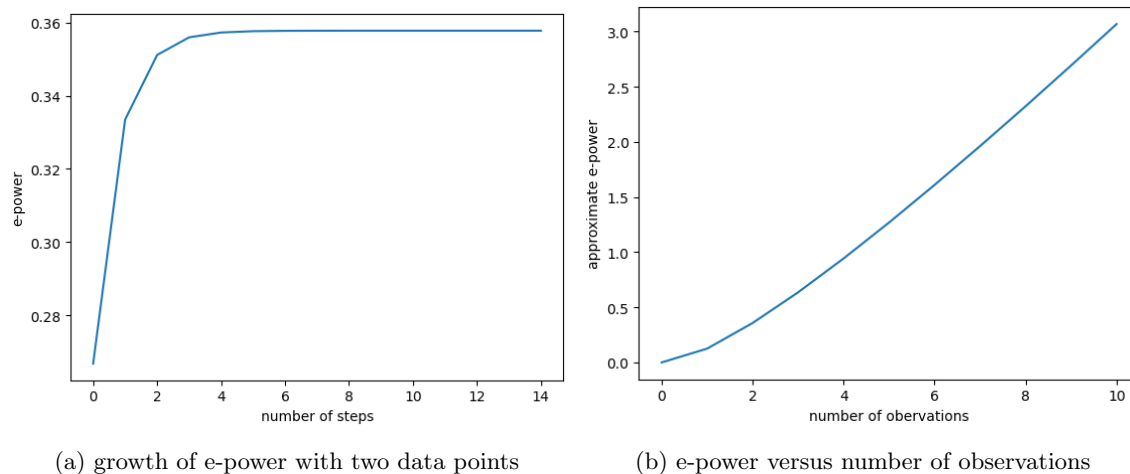 0.36
0.34
0.32
0.30
0.28
e-power
0 2 4 6 8 10 12 14
number of steps
(a) growth of e-power with two data points
3.0
2.5
2.0
1.5
1.0
0.5
0.0
approximate e-power
0 2 4 6 8 10
number of obervations
(b) e-power versus number of observations